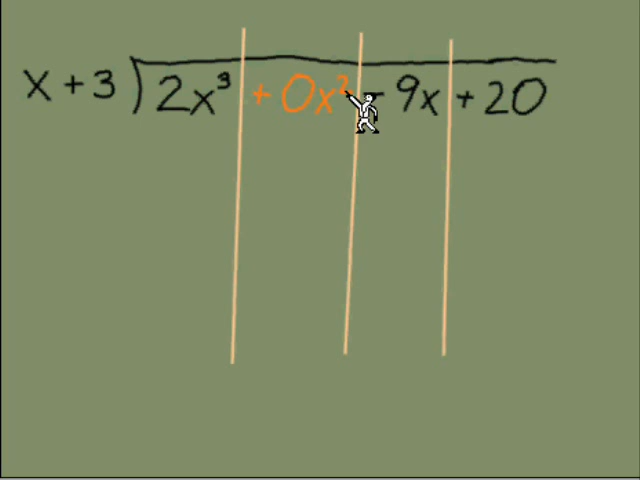 x + 3 ) 2x³ + 0x² - 9x + 20